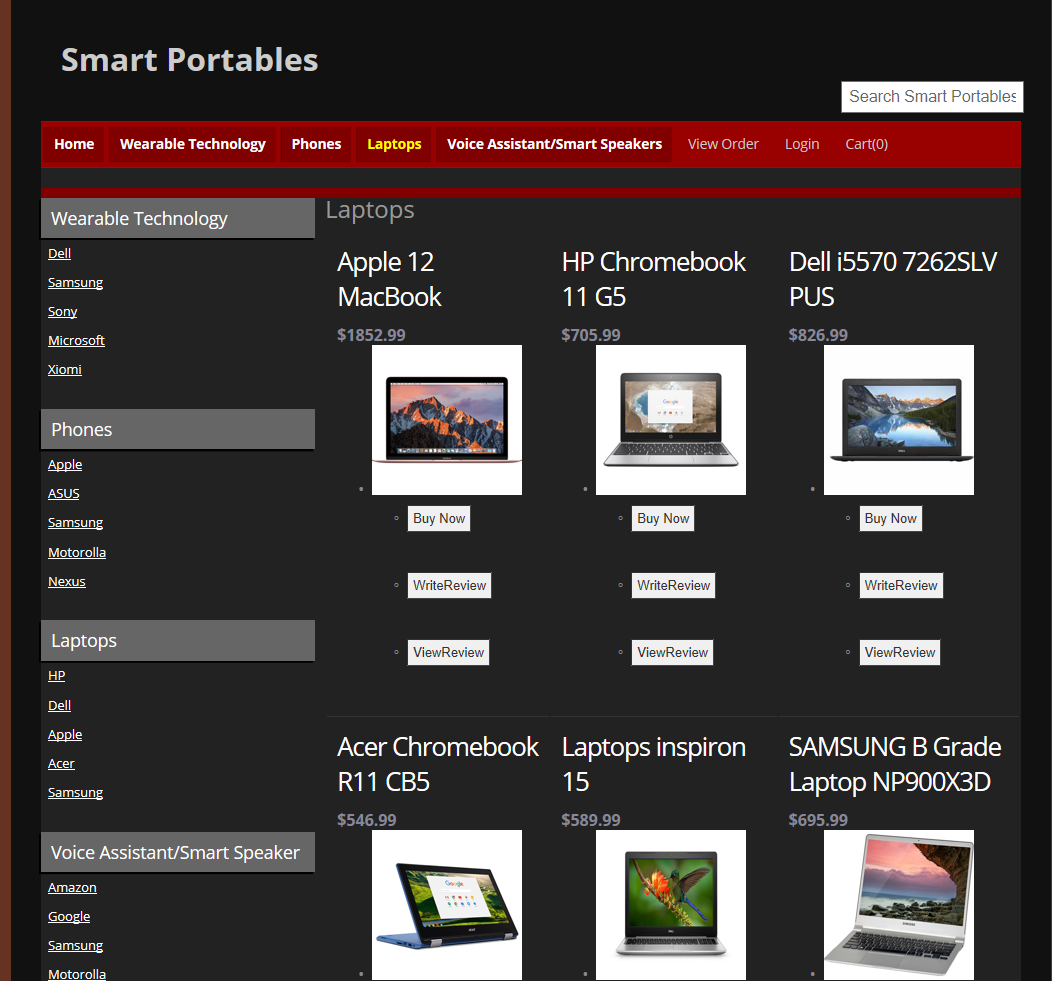 Smart Portables
Search Smart Portables
Home Wearable Technology Phones Laptops Voice Assistant/Smart Speakers View Order Login Cart(0)
Wearable Technology
Dell
Samsung
Sony
Microsoft
Xiomi
Phones
Apple
ASUS
Samsung
Motorolla
Nexus
Laptops
HP
Dell
Apple
Acer
Samsung
Voice Assistant/Smart Speaker
Amazon
Google
Samsung
Motorolla
Laptops
Apple 12
MacBook
$1852.99
Buy Now
WriteReview
ViewReview
HP Chromebook
11 G5
$705.99
Google
Buy Now
WriteReview
ViewReview
Dell i5570 7262SLV
PUS
$826.99
Buy Now
WriteReview
ViewReview
Acer Chromebook
R11 CB5
$546.99
Google
Laptops inspiron
15
$589.99
SAMSUNG B Grade
Laptop NP900X3D
$695.99
SAMSUNG